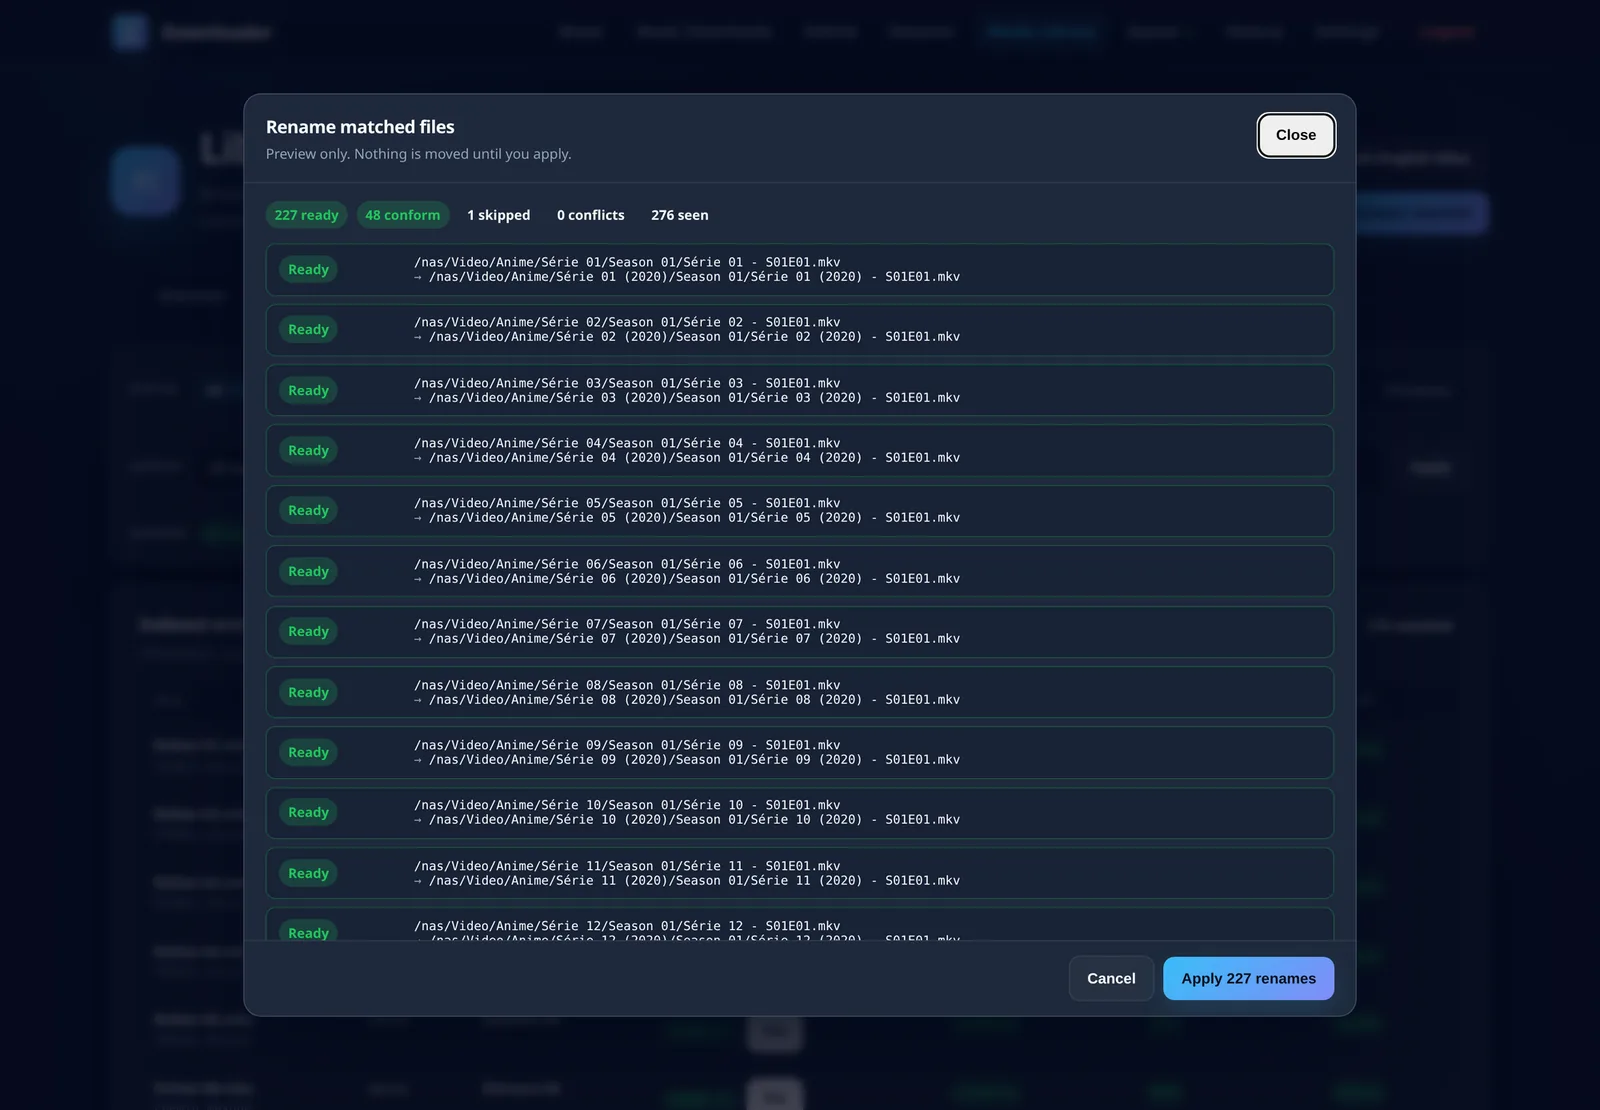 Rename matched files
Close
Preview only. Nothing is moved until you apply.
227 ready 48 conform 1 skipped 0 conflicts 276 seen
Ready
/nas/Video/Anime/Série 01/Season 01/Série 01 - S01E01.mkv
→ /nas/Video/Anime/Série 01 (2020)/Season 01/Série 01 (2020) - S01E01.mkv
Ready
/nas/Video/Anime/Série 02/Season 01/Série 02 - S01E01.mkv
→ /nas/Video/Anime/Série 02 (2020)/Season 01/Série 02 (2020) - S01E01.mkv
Ready
/nas/Video/Anime/Série 03/Season 01/Série 03 - S01E01.mkv
→ /nas/Video/Anime/Série 03 (2020)/Season 01/Série 03 (2020) - S01E01.mkv
Ready
/nas/Video/Anime/Série 04/Season 01/Série 04 - S01E01.mkv
→ /nas/Video/Anime/Série 04 (2020)/Season 01/Série 04 (2020) - S01E01.mkv
Ready
/nas/Video/Anime/Série 05/Season 01/Série 05 - S01E01.mkv
→ /nas/Video/Anime/Série 05 (2020)/Season 01/Série 05 (2020) - S01E01.mkv
Ready
/nas/Video/Anime/Série 06/Season 01/Série 06 - S01E01.mkv
→ /nas/Video/Anime/Série 06 (2020)/Season 01/Série 06 (2020) - S01E01.mkv
Ready
/nas/Video/Anime/Série 07/Season 01/Série 07 - S01E01.mkv
→ /nas/Video/Anime/Série 07 (2020)/Season 01/Série 07 (2020) - S01E01.mkv
Ready
/nas/Video/Anime/Série 08/Season 01/Série 08 - S01E01.mkv
→ /nas/Video/Anime/Série 08 (2020)/Season 01/Série 08 (2020) - S01E01.mkv
Ready
/nas/Video/Anime/Série 09/Season 01/Série 09 - S01E01.mkv
→ /nas/Video/Anime/Série 09 (2020)/Season 01/Série 09 (2020) - S01E01.mkv
Ready
/nas/Video/Anime/Série 10/Season 01/Série 10 - S01E01.mkv
→ /nas/Video/Anime/Série 10 (2020)/Season 01/Série 10 (2020) - S01E01.mkv
Ready
/nas/Video/Anime/Série 11/Season 01/Série 11 - S01E01.mkv
→ /nas/Video/Anime/Série 11 (2020)/Season 01/Série 11 (2020) - S01E01.mkv
Ready
/nas/Video/Anime/Série 12/Season 01/Série 12 - S01E01.mkv
→ /nas/Video/Anime/Série 12 (2020)/Season 01/Série 12 (2020) - S01E01.mkv
Cancel
Apply 227 renames